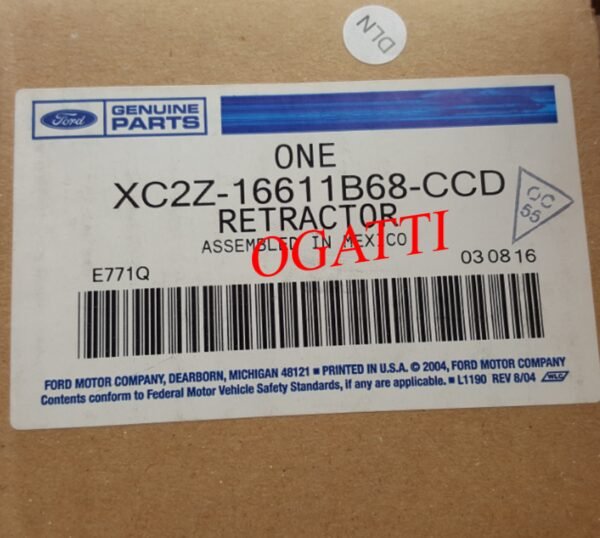 DLN
Ford
GENUINE
PARTS
ONE
XC2Z-16611B68-CCD
RETRACTOR
ASSEMBLED IN MEXICO
OGATTI
QC
55
E771Q
030816
FORD MOTOR COMPANY, DEARBORN, MICHIGAN 48121 ■ PRINTED IN U.S.A. © 2004, FORD MOTOR COMPANY
Contents conform to Federal Motor Vehicle Safety Standards, if any are applicable. ■ L1190 REV 8/04 WLC